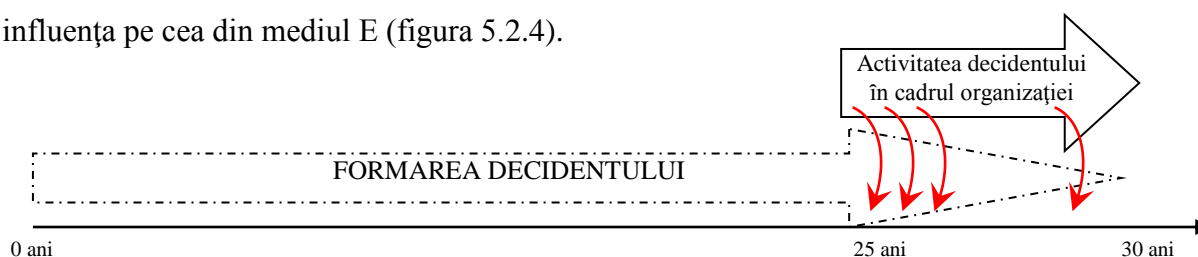 influenţa pe cea din mediul E (figura 5.2.4).
Activitatea decidentului
în cadrul organizaţiei
FORMAREA DECIDENTULUI
0 ani
25 ani
30 ani